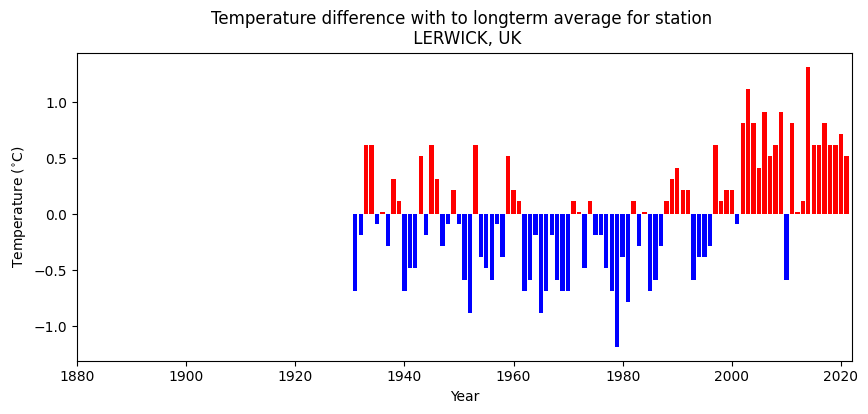 Temperature difference with to longterm average for station
LERWICK, UK
1.0
0.5
0.0
−0.5
−1.0
Temperature (°C)
1880 1900 1920 1940 1960 1980 2000 2020
Year